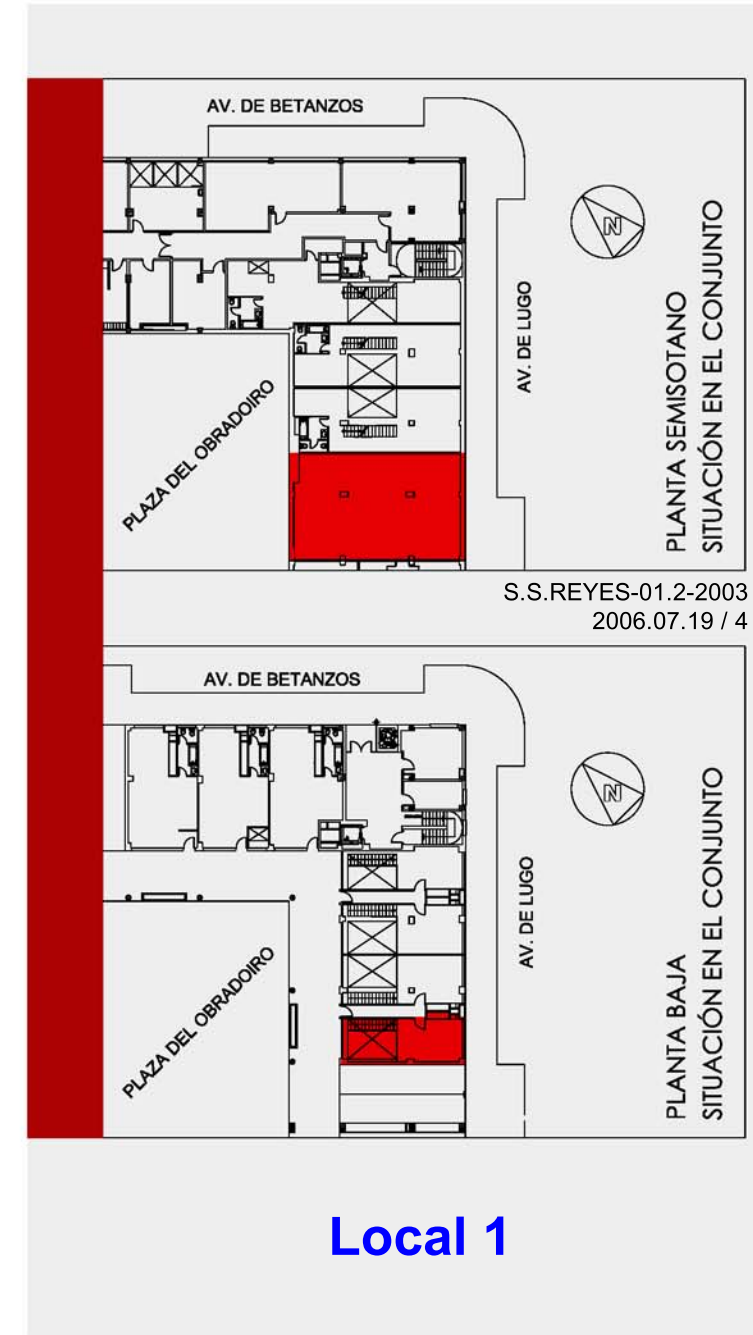 AV. DE BETANZOS
AV. DE LUGO
PLAZA DEL OBRADOIRO
N
PLANTA SEMISOTANO
SITUACIÓN EN EL CONJUNTO
S.S.REYES-01.2-2003
2006.07.19 / 4
AV. DE BETANZOS
AV. DE LUGO
PLAZA DEL OBRADOIRO
N
PLANTA BAJA
SITUACIÓN EN EL CONJUNTO
Local 1